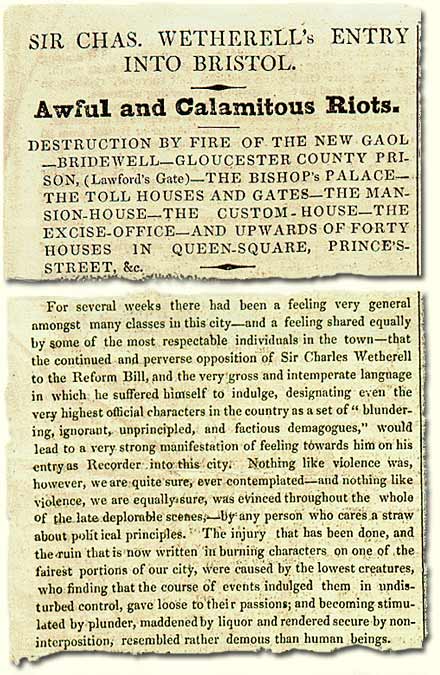 SIR CHAS. WETHERELL's ENTRY
INTO BRISTOL.
Awful and Calamitous Riots.
DESTRUCTION BY FIRE OF THE NEW GAOL
—BRIDEWELL—GLOUCESTER COUNTY PRI-
SON, (Lawford's Gate)—THE BISHOP's PALACE—
THE TOLL HOUSES AND GATES—THE MAN-
SION-HOUSE—THE CUSTOM-HOUSE—THE
EXCISE-OFFICE—AND UPWARDS OF FORTY
HOUSES IN QUEEN-SQUARE, PRINCE'S-
STREET, &c.
For several weeks there had been a feeling very general
amongst many classes in this city—and a feeling shared equally
by some of the most respectable individuals in the town—that
the continued and perverse opposition of Sir Charles Wetherell
to the Reform Bill, and the very gross and intemperate language
in which he suffered himself to indulge, designating even the
very highest official characters in the country as a set of "blunder-
ing, ignorant, unprincipled, and factious demagogues," would
lead to a very strong manifestation of feeling towards him on his
entry as Recorder into this city. Nothing like violence was,
however, we are quite sure, ever contemplated—and nothing like
violence, we are equally sure, was evinced throughout the whole
of the late deplorable scenes,—by any person who cares a straw
about political principles. The injury that has been done, and
the ruin that is now written in burning characters on one of the
fairest portions of our city, were caused by the lowest creatures,
who finding that the course of events indulged them in undis-
turbed control, gave loose to their passions; and becoming stimu-
lated by plunder, maddened by liquor and rendered secure by non-
interposition, resembled rather demons than human beings.